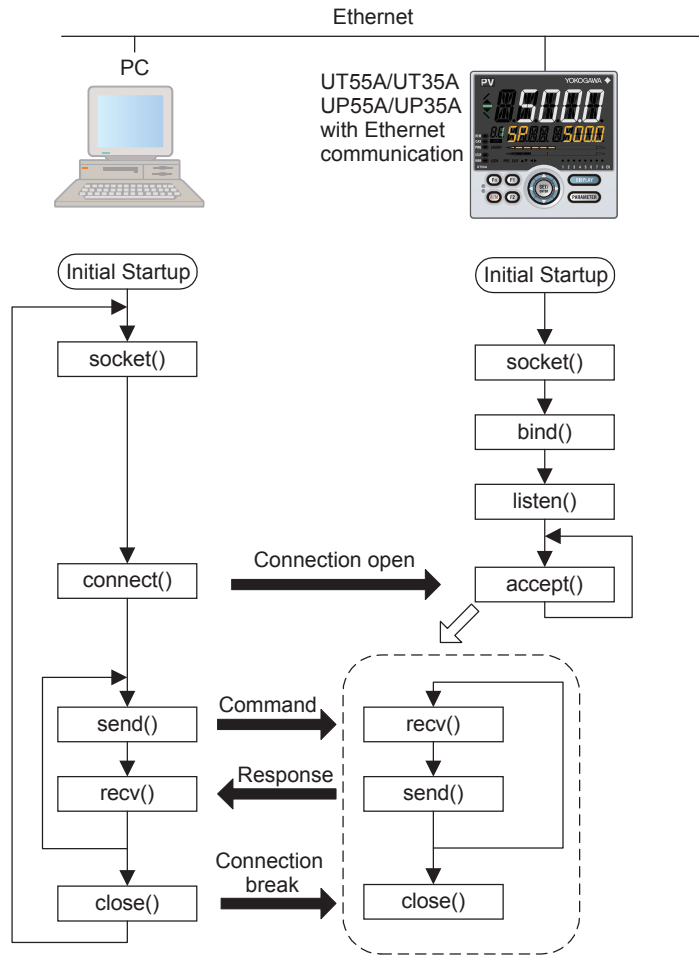 Ethernet
PC
UT55A/UT35A
UP55A/UP35A
with Ethernet
communication
PV
YOKOGAWA
500.0
SP
500.0
SET/
ENTER
DISPLAY
PARAMETER
Initial Startup
Initial Startup
socket()
socket()
bind()
listen()
connect()
Connection open
accept()
send()
Command
recv()
recv()
Response
send()
close()
Connection
break
close()